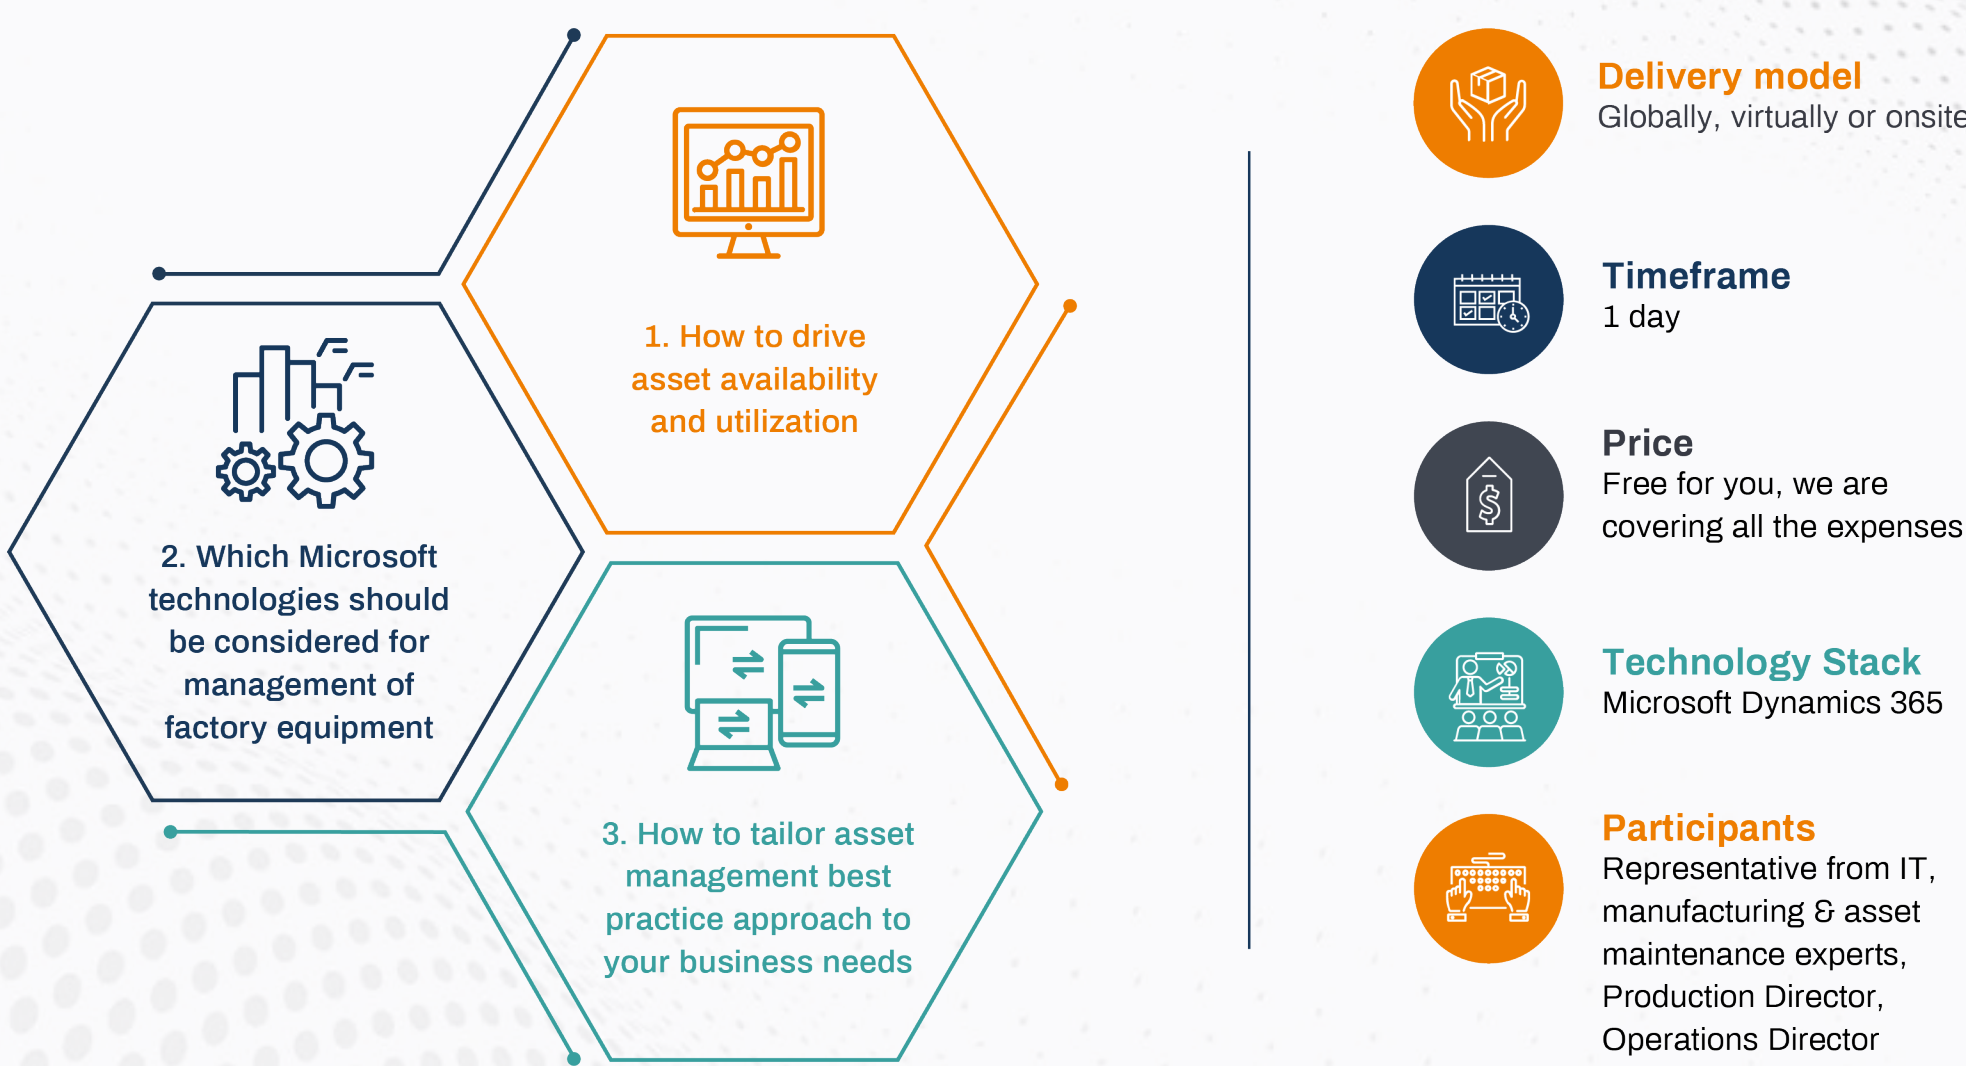 1. How to drive
asset availability
and utilization
2. Which Microsoft
technologies should
be considered for
management of
factory equipment
3. How to tailor asset
management best
practice approach to
your business needs
Delivery model
Globally, virtually or onsite
Timeframe
1 day
Price
Free for you, we are
covering all the expenses
Technology Stack
Microsoft Dynamics 365
Participants
Representative from IT,
manufacturing & asset
maintenance experts,
Production Director,
Operations Director